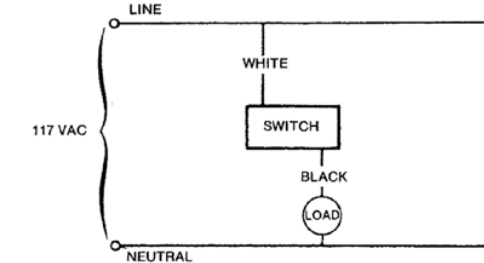 LINE
WHITE
117 VAC
SWITCH
BLACK
LOAD
NEUTRAL